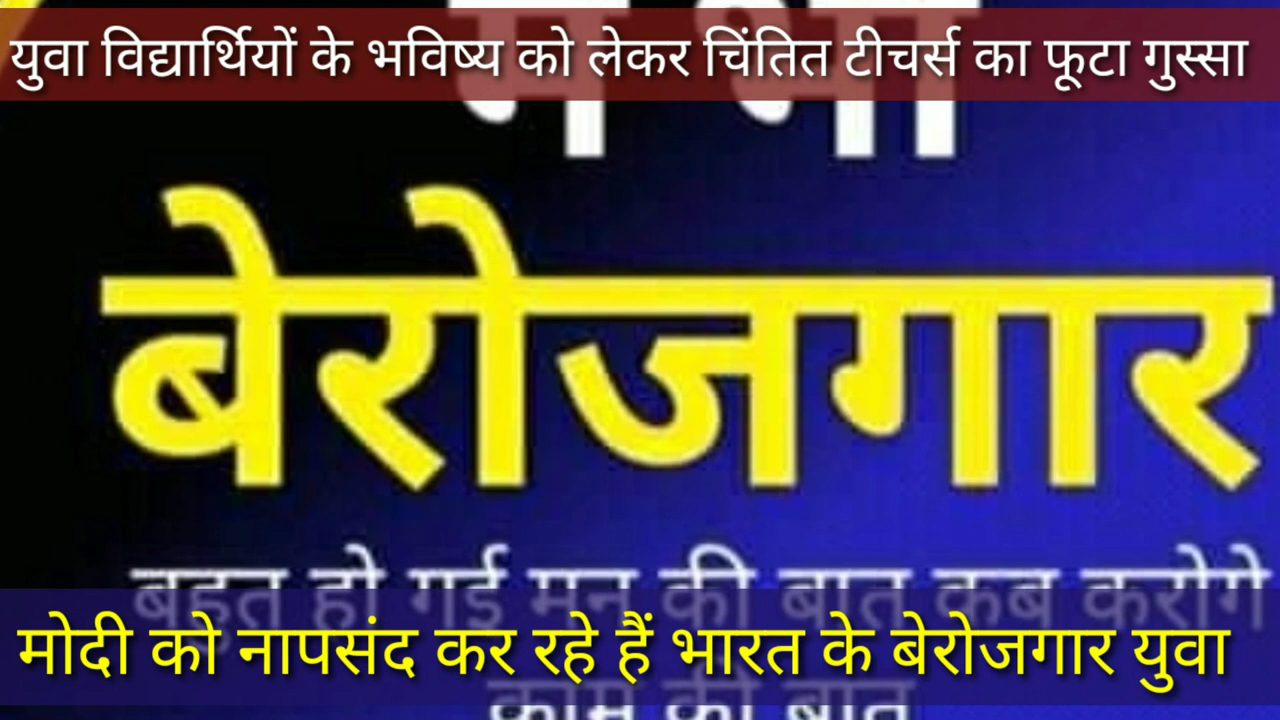 युवा विद्यार्थियों के भविष्य को लेकर चिंतित टीचर्स का फूटा गुस्सा
बेरोजगार
बहुत हो गई मन की बात कब करोगे
मोदी को नापसंद कर रहे हैं भारत के बेरोजगार युवा
काम की बात